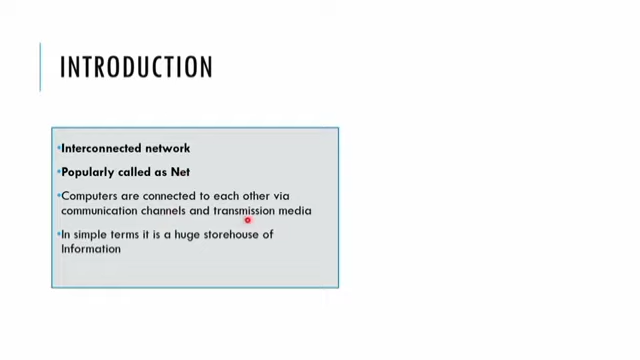 INTRODUCTION
•Interconnected network
•Popularly called as Net
•Computers are connected to each other via
communication channels and transmission media
•In simple terms it is a huge storehouse of
Information